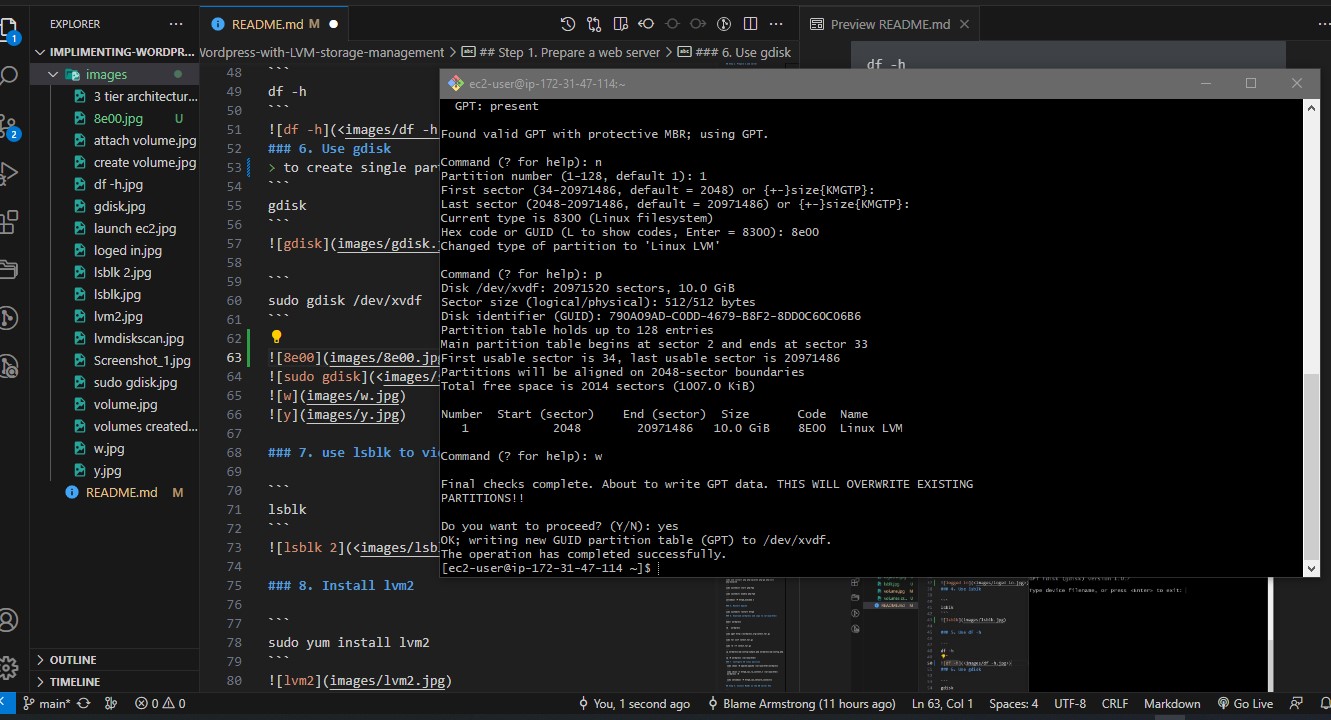 EXPLORER
README.md M
Preview README.md
IMPLIMENTING-WORDPR...
Wordpress-with-LVM-storage-management > ## Step 1. Prepare a web server > ### 6. Use gdisk
images
3 tier architectur...
8e00.jpg U
attach volume.jpg
create volume.jpg
df -h.jpg
gdisk.jpg
launch ec2.jpg
loged in.jpg
lsblk 2.jpg
lsblk.jpg
lvm2.jpg
lvmdiskscan.jpg
Screenshot_1.jpg
sudo gdisk.jpg
volume.jpg
volumes created...
w.jpg
y.jpg
README.md M
OUTLINE
TIMELINE
48 ```
49 df -h
50 ```
51 ![df -h](<images/df -h
52 ### 6. Use gdisk
53 > to create single par
54 ```
55 gdisk
56 ```
57 ![gdisk](images/gdisk.
58
59 ```
60 sudo gdisk /dev/xvdf
61 ```
62
63 ![8e00](images/8e00.jp
64 ![sudo gdisk](<images/
65 ![w](images/w.jpg)
66 ![y](images/y.jpg)
67
68 ### 7. use lsblk to vi
69
70 ```
71 lsblk
72 ```
73 ![lsblk 2](<images/lsb
74
75 ### 8. Install lvm2
76
77 ```
78 sudo yum install lvm2
79 ```
80 ![lvm2](images/lvm2.jpg)
df -h
ec2-user@ip-172-31-47-114:~
GPT: present
Found valid GPT with protective MBR; using GPT.
Command (? for help): n
Partition number (1-128, default 1): 1
First sector (34-20971486, default = 2048) or {+-}size{KMGTP}:
Last sector (2048-20971486, default = 20971486) or {+-}size{KMGTP}:
Current type is 8300 (Linux filesystem)
Hex code or GUID (L to show codes, Enter = 8300): 8e00
Changed type of partition to 'Linux LVM'
Command (? for help): p
Disk /dev/xvdf: 20971520 sectors, 10.0 GiB
Sector size (logical/physical): 512/512 bytes
Disk identifier (GUID): 790A09AD-C0DD-4679-B8F2-8DD0C60C06B6
Partition table holds up to 128 entries
Main partition table begins at sector 2 and ends at sector 33
First usable sector is 34, last usable sector is 20971486
Partitions will be aligned on 2048-sector boundaries
Total free space is 2014 sectors (1007.0 KiB)
Number Start (sector) End (sector) Size Code Name
1 2048 20971486 10.0 GiB 8E00 Linux LVM
Command (? for help): w
Final checks complete. About to write GPT data. THIS WILL OVERWRITE EXISTING
PARTITIONS!!
Do you want to proceed? (Y/N): yes
OK; writing new GUID partition table (GPT) to /dev/xvdf.
The operation has completed successfully.
[ec2-user@ip-172-31-47-114 ~]$
main* 0 0 You, 1 second ago Blame Armstrong (11 hours ago) Ln 63, Col 1 Spaces: 4 UTF-8 CRLF Markdown Go Live